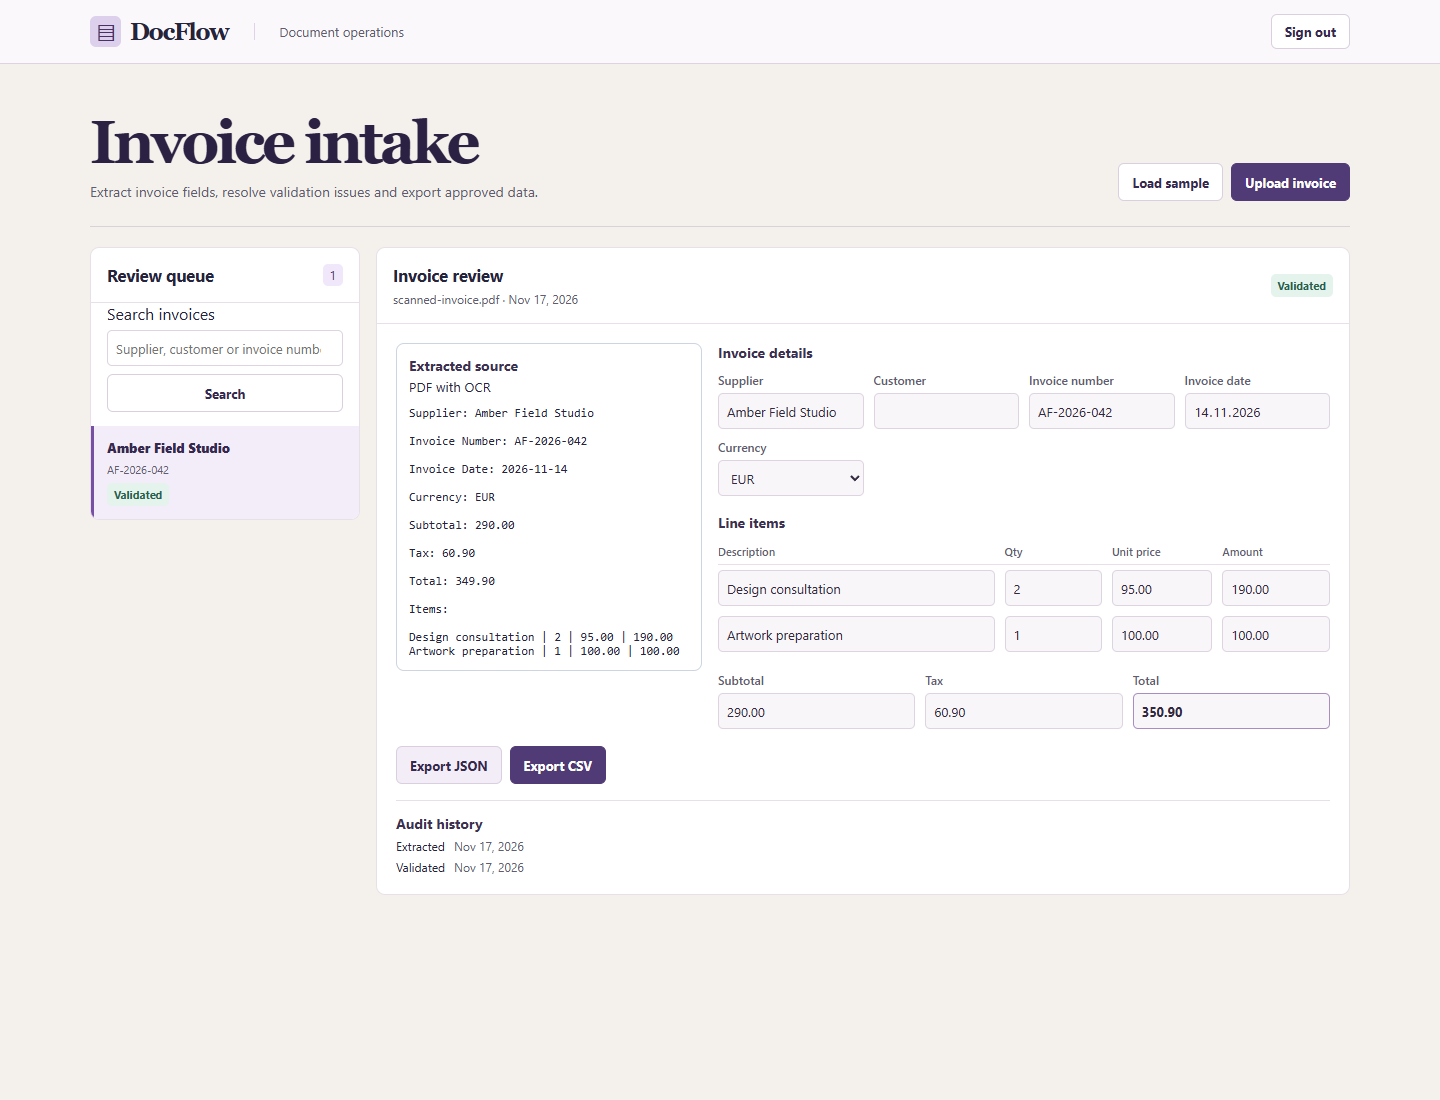 DocFlow
Document operations
Sign out
Invoice intake
Extract invoice fields, resolve validation issues and export approved data.
Load sample
Upload invoice
Review queue
1
Search invoices
Supplier, customer or invoice numb
Search
Amber Field Studio
AF-2026-042
Validated
Invoice review
scanned-invoice.pdf · Nov 17, 2026
Validated
Extracted source
PDF with OCR
Supplier: Amber Field Studio
Invoice Number: AF-2026-042
Invoice Date: 2026-11-14
Currency: EUR
Subtotal: 290.00
Tax: 60.90
Total: 349.90
Items:
Design consultation | 2 | 95.00 | 190.00
Artwork preparation | 1 | 100.00 | 100.00
Invoice details
Supplier Customer Invoice number Invoice date
Amber Field Studio AF-2026-042 14.11.2026
Currency
EUR
Line items
Description Qty Unit price Amount
Design consultation 2 95.00 190.00
Artwork preparation 1 100.00 100.00
Subtotal Tax Total
290.00 60.90 350.90
Export JSON Export CSV
Audit history
Extracted Nov 17, 2026
Validated Nov 17, 2026